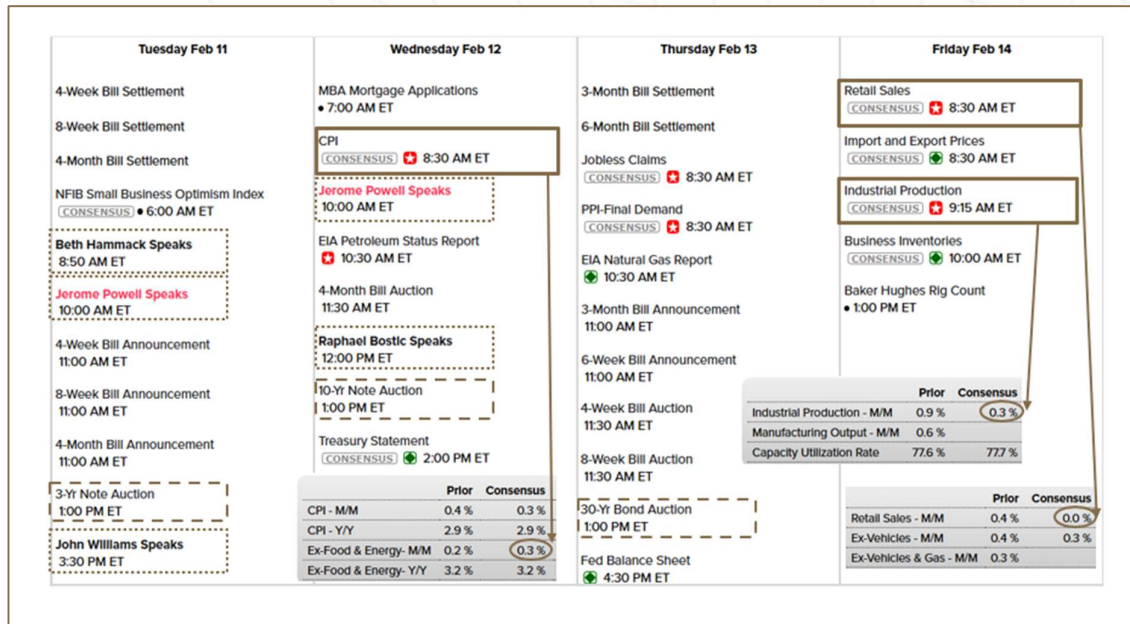 Tuesday Feb 11
4-Week Bill Settlement
8-Week Bill Settlement
4-Month Bill Settlement
NFIB Small Business Optimism Index
CONSENSUS • 6:00 AM ET
Beth Hammack Speaks
8:50 AM ET
Jerome Powell Speaks
10:00 AM ET
4-Week Bill Announcement
11:00 AM ET
8-Week Bill Announcement
11:00 AM ET
4-Month Bill Announcement
11:00 AM ET
3-Yr Note Auction
1:00 PM ET
John Williams Speaks
3:30 PM ET
Wednesday Feb 12
MBA Mortgage Applications
• 7:00 AM ET
CPI
CONSENSUS 8:30 AM ET
Jerome Powell Speaks
10:00 AM ET
EIA Petroleum Status Report
10:30 AM ET
4-Month Bill Auction
11:30 AM ET
Raphael Bostic Speaks
12:00 PM ET
10-Yr Note Auction
1:00 PM ET
Treasury Statement
CONSENSUS 2:00 PM ET
Prior Consensus
CPI - M/M 0.4 % 0.3 %
CPI - Y/Y 2.9 % 2.9 %
Ex-Food & Energy- M/M 0.2 % 0.3 %
Ex-Food & Energy- Y/Y 3.2 % 3.2 %
Thursday Feb 13
3-Month Bill Settlement
6-Month Bill Settlement
Jobless Claims
CONSENSUS 8:30 AM ET
PPI-Final Demand
CONSENSUS 8:30 AM ET
EIA Natural Gas Report
10:30 AM ET
3-Month Bill Announcement
11:00 AM ET
6-Week Bill Announcement
11:00 AM ET
4-Week Bill Auction
11:30 AM ET
8-Week Bill Auction
11:30 AM ET
30-Yr Bond Auction
1:00 PM ET
Fed Balance Sheet
4:30 PM ET
Friday Feb 14
Retail Sales
CONSENSUS 8:30 AM ET
Import and Export Prices
CONSENSUS 8:30 AM ET
Industrial Production
CONSENSUS 9:15 AM ET
Business Inventories
CONSENSUS 10:00 AM ET
Baker Hughes Rig Count
• 1:00 PM ET
Prior Consensus
Industrial Production - M/M 0.9 % 0.3 %
Manufacturing Output - M/M 0.6 %
Capacity Utilization Rate 77.6 % 77.7 %
Prior Consensus
Retail Sales - M/M 0.4 % 0.0 %
Ex-Vehicles - M/M 0.4 % 0.3 %
Ex-Vehicles & Gas - M/M 0.3 %